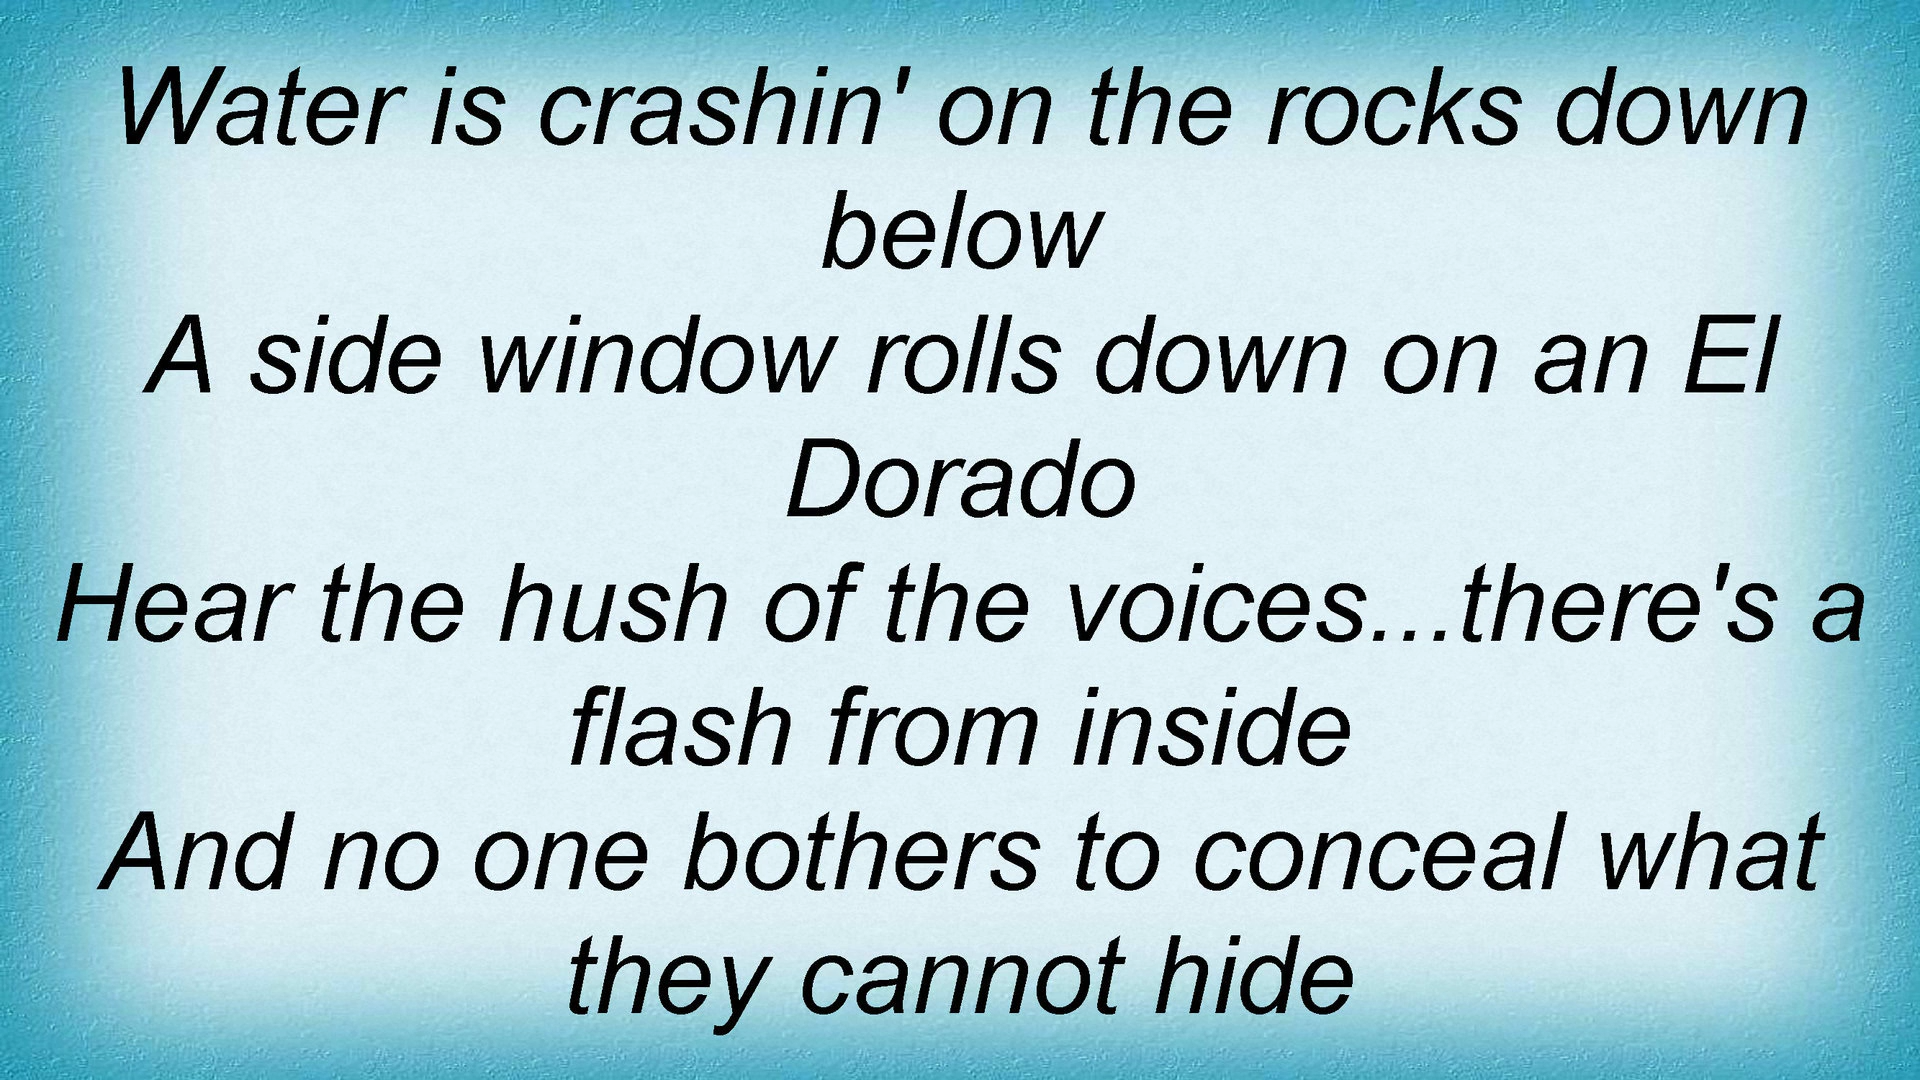 Water is crashin' on the rocks down
below
A side window rolls down on an El
Dorado
Hear the hush of the voices...there's a
flash from inside
And no one bothers to conceal what
they cannot hide